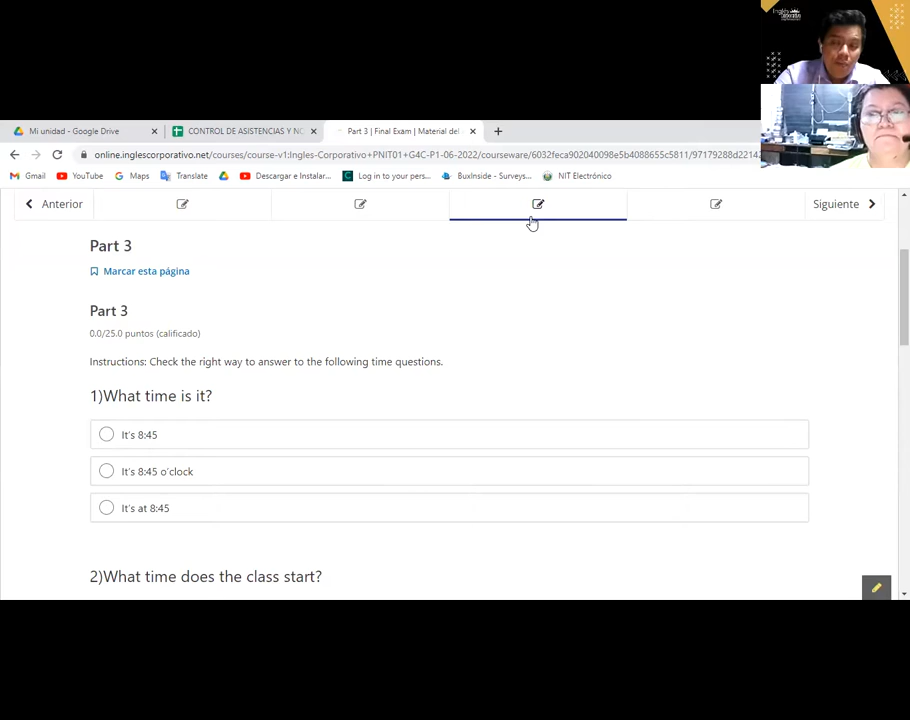 Inglés
Corporativo
Mi unidad - Google Drive
CONTROL DE ASISTENCIAS Y NO
Part 3 | Final Exam | Material del
online.inglescorporativo.net/courses/course-v1:Ingles-Corporativo+PNIT01+G4C-P1-06-2022/courseware/6032feca902040098e5b4088655c5811/97179288d2214
Gmail
YouTube
Maps
Translate
Descargar e Instalar...
Log in to your pers...
BuxInside - Surveys...
NIT Electrónico
Anterior
Siguiente
Part 3
Marcar esta página
Part 3
0.0/25.0 puntos (calificado)
Instructions: Check the right way to answer to the following time questions.
1)What time is it?
It's 8:45
It's 8:45 o'clock
It's at 8:45
2)What time does the class start?